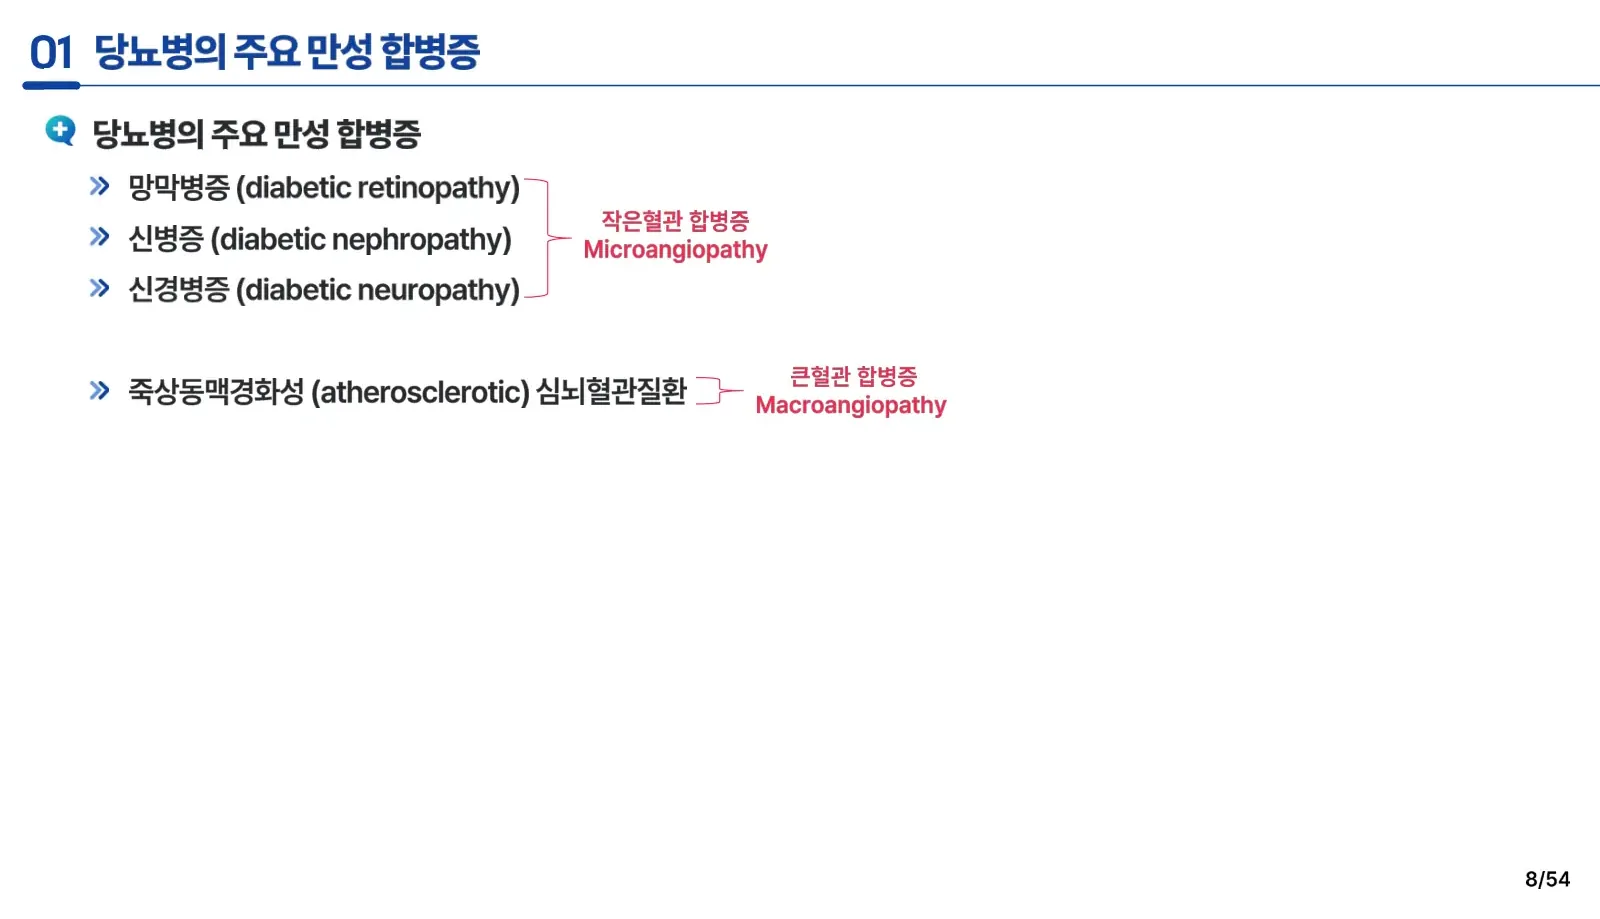 01 당뇨병의 주요 만성 합병증
당뇨병의 주요 만성 합병증
망막병증 (diabetic retinopathy)
신병증 (diabetic nephropathy)
신경병증 (diabetic neuropathy)
작은혈관 합병증
Microangiopathy
죽상동맥경화성 (atherosclerotic) 심뇌혈관질환
큰혈관 합병증
Macroangiopathy
8/54